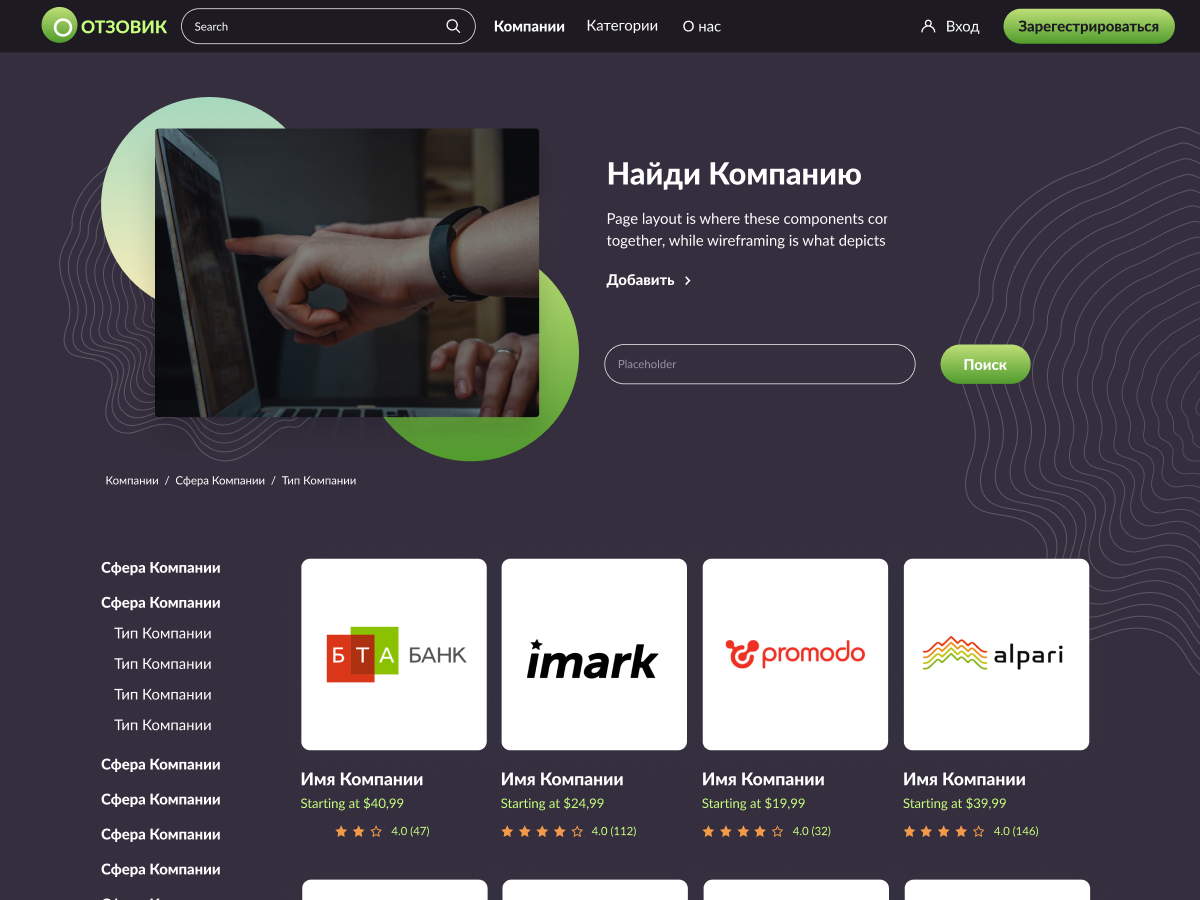 ОТЗОВИК
Search
Компании
Категории
О нас
Вход
Зарегестрироваться
Найди Компанию
Page layout is where these components
together, while wireframing is what depicts
Добавить
Placeholder
Поиск
Компании / Сфера Компании / Тип Компании
Сфера Компании
Сфера Компании
Тип Компании
Тип Компании
Тип Компании
Тип Компании
Сфера Компании
Сфера Компании
Сфера Компании
Сфера Компании
БТА БАНК
Имя Компании
Starting at $40,99
4.0 (47)
imark
Имя Компании
Starting at $24,99
4.0 (112)
promodo
Имя Компании
Starting at $19,99
4.0 (32)
alpari
Имя Компании
Starting at $39,99
4.0 (146)